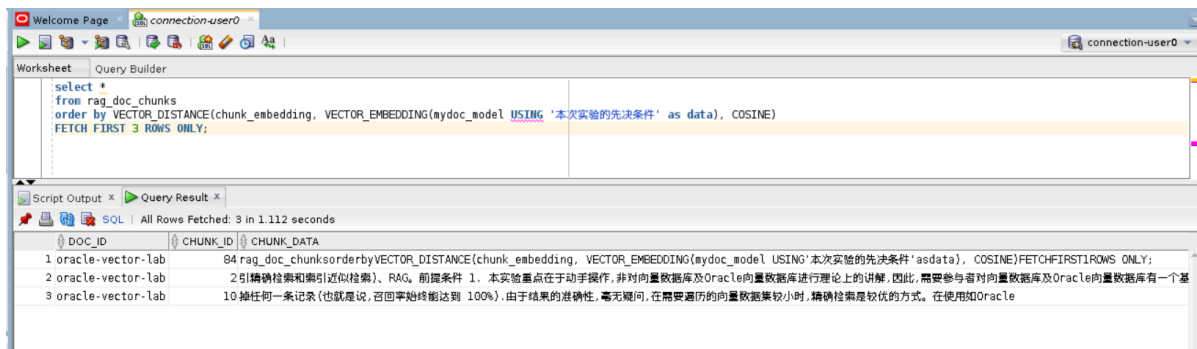 Welcome Page
connection-user0
connection-user0
Worksheet Query Builder
select *
from rag_doc_chunks
order by VECTOR_DISTANCE(chunk_embedding, VECTOR_EMBEDDING(mydoc_model USING '本次实验的先决条件' as data), COSINE)
FETCH FIRST 3 ROWS ONLY;
Script Output x Query Result x
SQL | All Rows Fetched: 3 in 1.112 seconds
DOC_ID CHUNK_ID CHUNK_DATA
1 oracle-vector-lab 84 rag_doc_chunksorderbyVECTOR_DISTANCE(chunk_embedding, VECTOR_EMBEDDING(mydoc_model USING'本次实验的先决条件'asdata), COSINE)FETCHFIRST1ROWS ONLY;
2 oracle-vector-lab 2 引精确检索和索引近似检索)、RAG。前提条件 1. 本实验重点在于动手操作,非对向量数据库及Oracle向量数据库进行理论上的讲解,因此,需要参与者对向量数据库及Oracle向量数据库有一个基
3 oracle-vector-lab 10 掉任何一条记录(也就是说,召回率始终能达到 100%).由于结果的准确性,毫无疑问,在需要遍历的向量数据集较小时,精确检索是较优的方式。在使用如Oracle